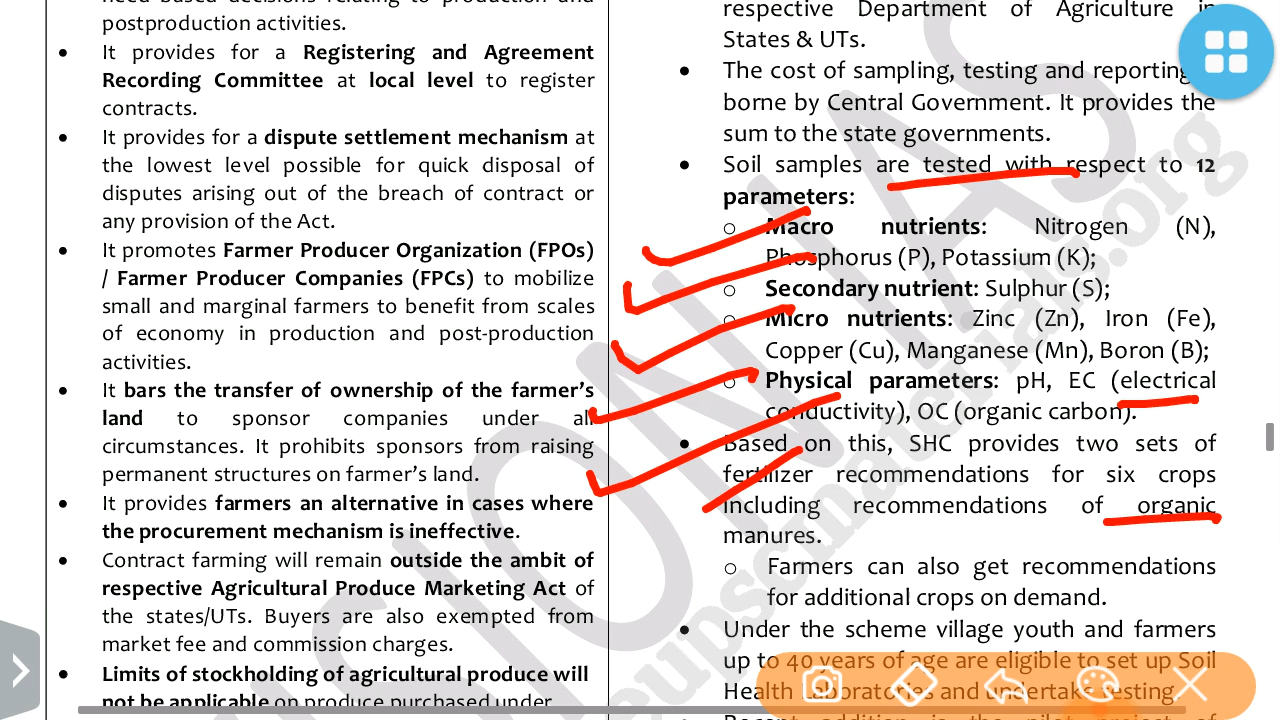 need based decisions relating to production and
postproduction activities.
• It provides for a Registering and Agreement
Recording Committee at local level to register
contracts.
• It provides for a dispute settlement mechanism at
the lowest level possible for quick disposal of
disputes arising out of the breach of contract or
any provision of the Act.
• It promotes Farmer Producer Organization (FPOs)
/ Farmer Producer Companies (FPCs) to mobilize
small and marginal farmers to benefit from scales
of economy in production and post-production
activities.
• It bars the transfer of ownership of the farmer's
land to sponsor companies under all
circumstances. It prohibits sponsors from raising
permanent structures on farmer's land.
• It provides farmers an alternative in cases where
the procurement mechanism is ineffective.
• Contract farming will remain outside the ambit of
respective Agricultural Produce Marketing Act of
the states/UTs. Buyers are also exempted from
market fee and commission charges.
• Limits of stockholding of agricultural produce will
not be applicable on produce purchased under
respective Department of Agriculture in
States & UTs.
• The cost of sampling, testing and reporting
borne by Central Government. It provides the
sum to the state governments.
• Soil samples are tested with respect to 12
parameters:
o Macro nutrients: Nitrogen (N),
Phosphorus (P), Potassium (K);
o Secondary nutrient: Sulphur (S);
o Micro nutrients: Zinc (Zn), Iron (Fe),
Copper (Cu), Manganese (Mn), Boron (B);
o Physical parameters: pH, EC (electrical
conductivity), OC (organic carbon).
• Based on this, SHC provides two sets of
fertilizer recommendations for six crops
including recommendations of organic
manures.
o Farmers can also get recommendations
for additional crops on demand.
• Under the scheme village youth and farmers
up to 40 years of age are eligible to set up Soil
Health Laboratories and undertake testing.
• Recent addition is the pilot project of